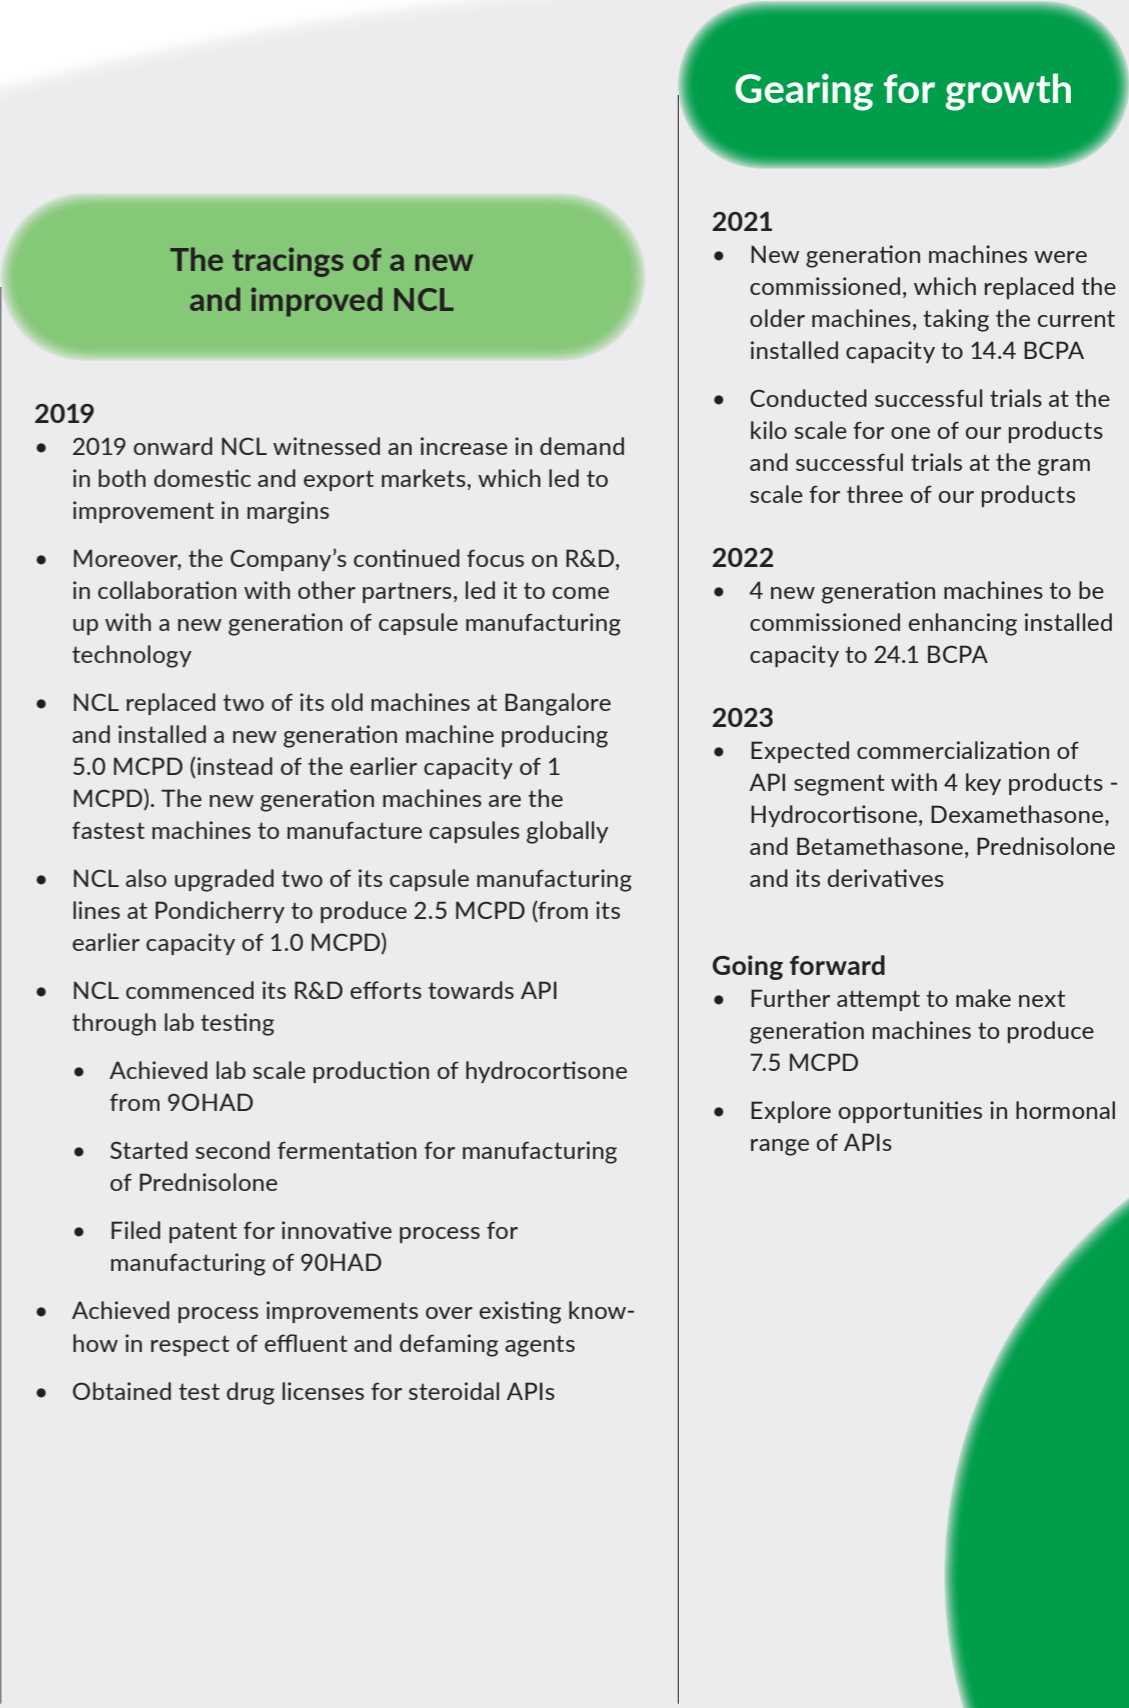 The tracings of a new
and improved NCL
2019
• 2019 onward NCL witnessed an increase in demand
in both domestic and export markets, which led to
improvement in margins
• Moreover, the Company’s continued focus on R&D,
in collaboration with other partners, led it to come
up with a new generation of capsule manufacturing
technology
• NCL replaced two of its old machines at Bangalore
and installed a new generation machine producing
5.0 MCPD (instead of the earlier capacity of 1
MCPD). The new generation machines are the
fastest machines to manufacture capsules globally
• NCL also upgraded two of its capsule manufacturing
lines at Pondicherry to produce 2.5 MCPD (from its
earlier capacity of 1.0 MCPD)
• NCL commenced its R&D efforts towards API
through lab testing
• Achieved lab scale production of hydrocortisone
from 9OHAD
• Started second fermentation for manufacturing
of Prednisolone
• Filed patent for innovative process for
manufacturing of 90HAD
• Achieved process improvements over existing know-
how in respect of effluent and defaming agents
• Obtained test drug licenses for steroidal APIs
Gearing for growth
2021
• New generation machines were
commissioned, which replaced the
older machines, taking the current
installed capacity to 14.4 BCPA
• Conducted successful trials at the
kilo scale for one of our products
and successful trials at the gram
scale for three of our products
2022
• 4 new generation machines to be
commissioned enhancing installed
capacity to 24.1 BCPA
2023
• Expected commercialization of
API segment with 4 key products -
Hydrocortisone, Dexamethasone,
and Betamethasone, Prednisolone
and its derivatives
Going forward
• Further attempt to make next
generation machines to produce
7.5 MCPD
• Explore opportunities in hormonal
range of APIs